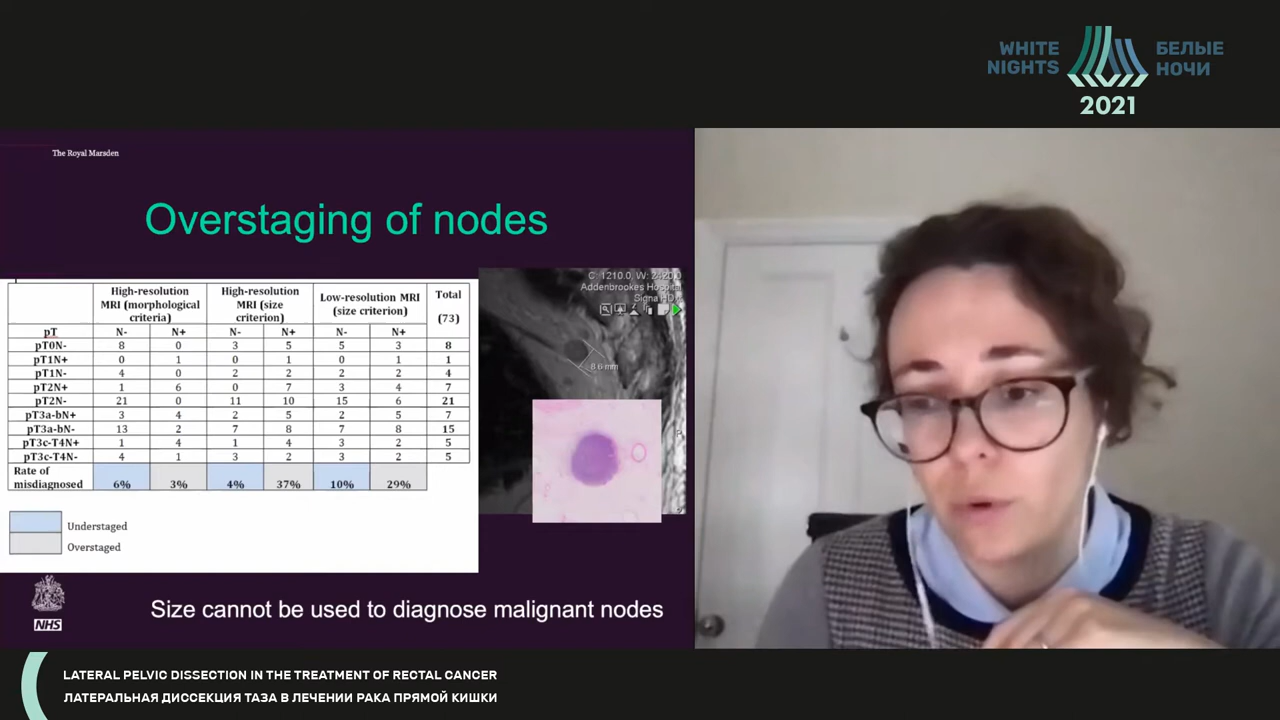 WHITE NIGHTS
БЕЛЫЕ НОЧИ
2021
The Royal Marsden
Overstaging of nodes
High-resolution MRI (morphological criteria) High-resolution MRI (size criterion) Low-resolution MRI (size criterion) Total (73)
pT N- N+ N- N+ N- N+
pT0N- 8 0 3 5 5 3 8
pT1N+ 0 1 0 1 0 1 1
pT1N- 4 0 2 2 2 2 4
pT2N+ 1 6 0 7 3 4 7
pT2N- 21 0 11 10 15 6 21
pT3a-bN+ 3 4 2 5 2 5 7
pT3a-bN- 13 2 7 8 7 8 15
pT3c-T4N+ 1 4 1 4 3 2 5
pT3c-T4N- 4 1 3 2 3 2 5
Rate of misdiagnosed 6% 3% 4% 37% 10% 29%
Understaged
Overstaged
Addenbrookes Hospital
8.6 mm
NHS
Size cannot be used to diagnose malignant nodes
LATERAL PELVIC DISSECTION IN THE TREATMENT OF RECTAL CANCER
ЛАТЕРАЛЬНАЯ ДИССЕКЦИЯ ТАЗА В ЛЕЧЕНИИ РАКА ПРЯМОЙ КИШКИ